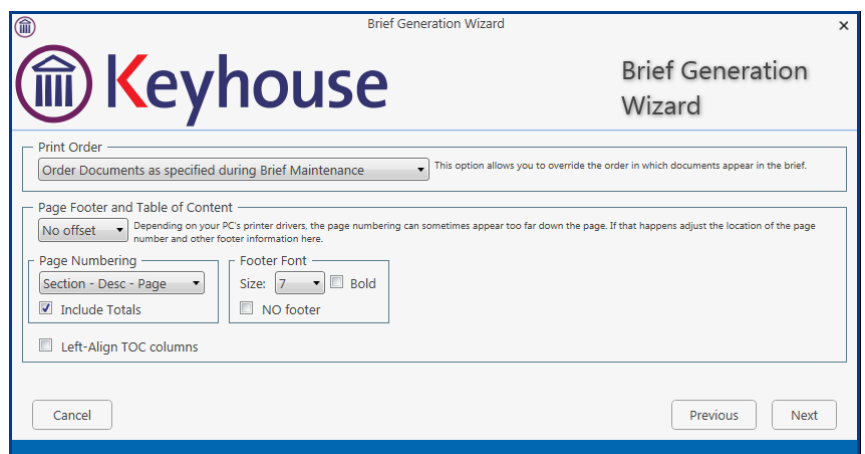 Brief Generation Wizard
Keyhouse
Brief Generation
Wizard
Print Order
Order Documents as specified during Brief Maintenance
This option allows you to override the order in which documents appear in the brief.
Page Footer and Table of Content
No offset
Depending on your PC's printer drivers, the page numbering can sometimes appear too far down the page. If that happens adjust the location of the page
number and other footer information here.
Page Numbering
Section - Desc - Page
Include Totals
Footer Font
Size: 7 Bold
NO footer
Left-Align TOC columns
Cancel
Previous
Next